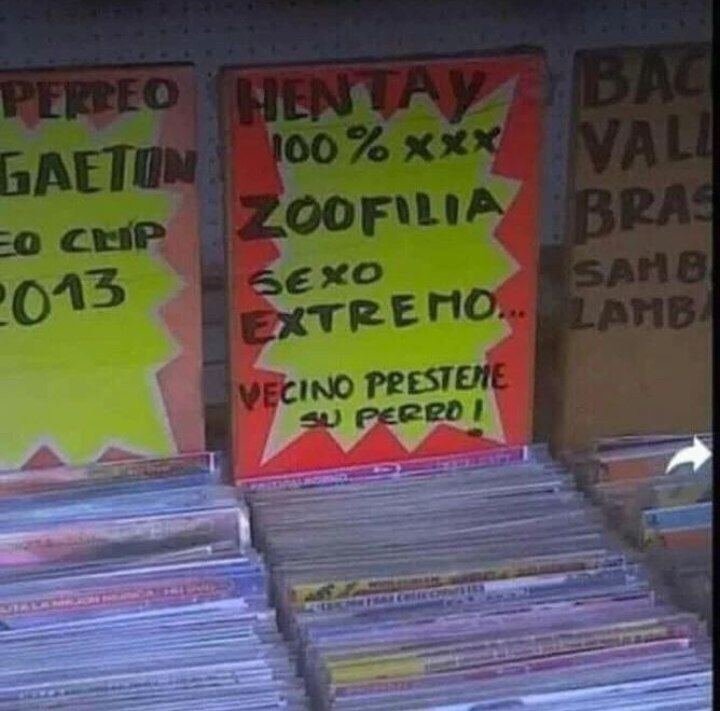 PERREO
GAETON
EO CLIP
2013
HENTAY
100% XXX
ZOOFILIA
SEXO
EXTREMO...
VECINO PRESTEME
SU PERRO!
BAC
VALL
BRAS
SAMB
LAMBA